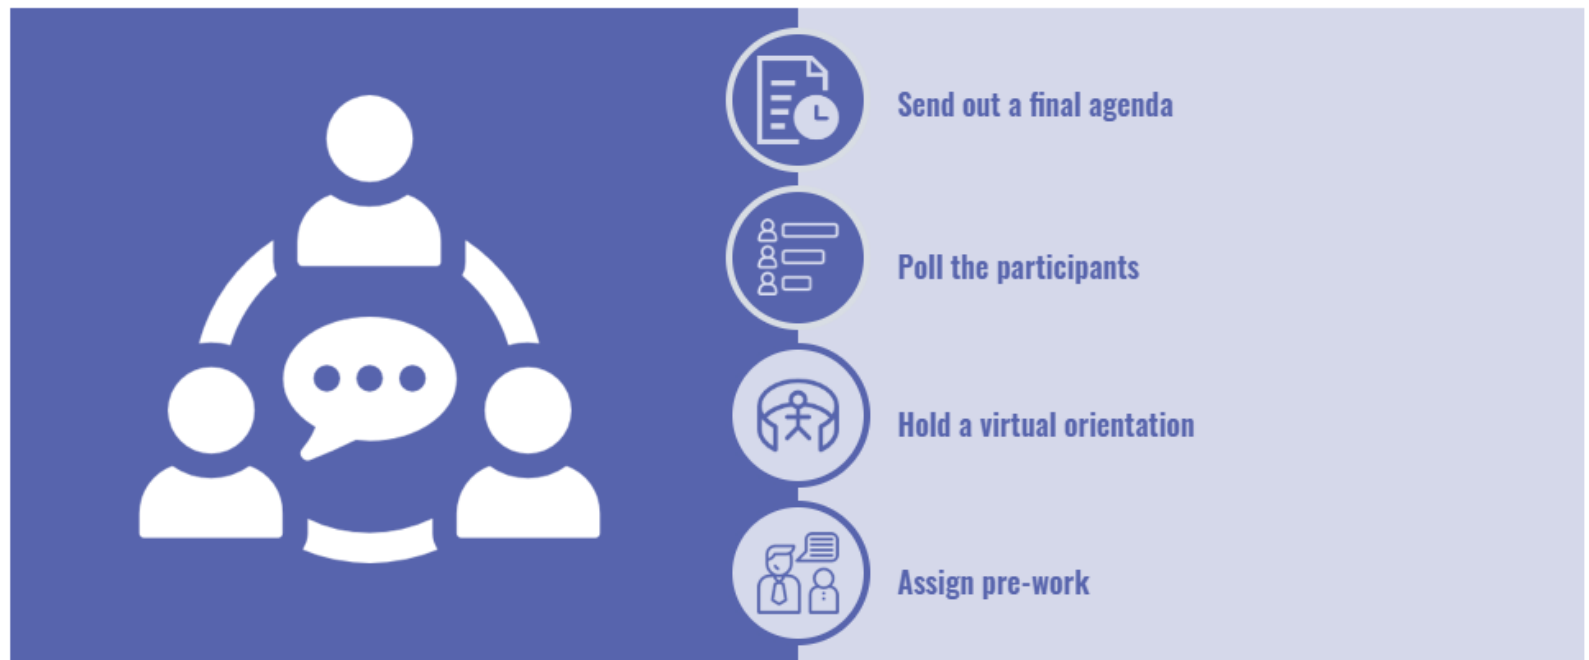 Send out a final agenda
Poll the participants
Hold a virtual orientation
Assign pre-work